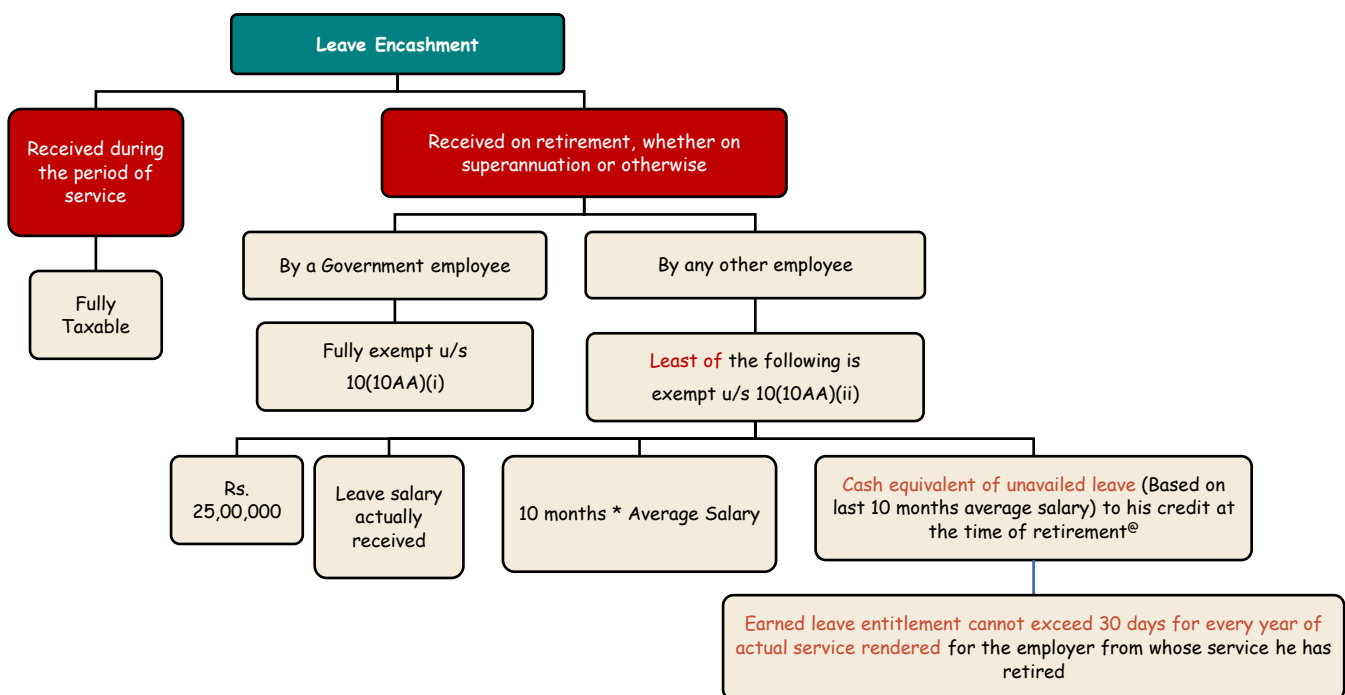 Leave Encashment
Received during
the period of
service
Received on retirement, whether on
superannuation or otherwise
Fully
Taxable
By a Government employee
By any other employee
Fully exempt u/s
10(10AA)(i)
Least of the following is
exempt u/s 10(10AA)(ii)
Rs.
25,00,000
Leave salary
actually
received
10 months * Average Salary
Cash equivalent of unavailed leave (Based on
last 10 months average salary) to his credit at
the time of retirement@
Earned leave entitlement cannot exceed 30 days for every year of
actual service rendered for the employer from whose service he has
retired